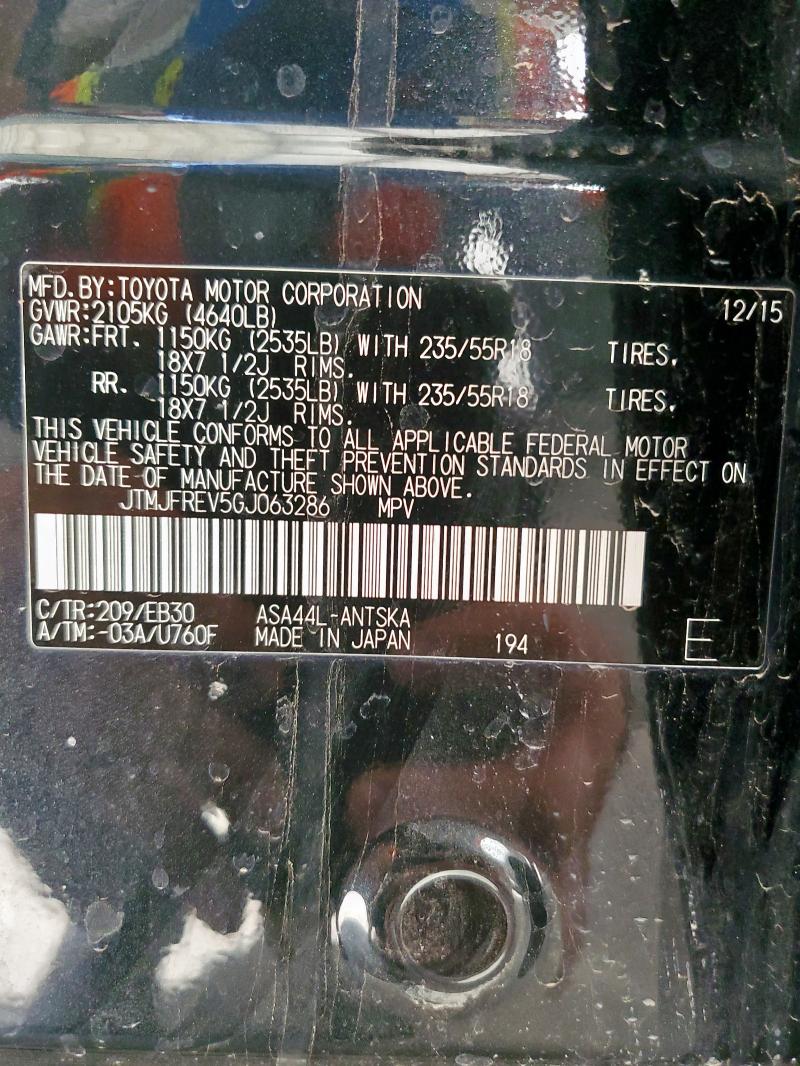 MFD.BY:TOYOTA MOTOR CORPORATION 12/15
GVWR:2105KG (4640LB)
GAWR:FRT. 1150KG (2535LB) WITH 235/55R18 TIRES.
18X7 1/2J RIMS.
RR. 1150KG (2535LB) WITH 235/55R18 TIRES.
18X7 1/2J RIMS.
THIS VEHICLE CONFORMS TO ALL APPLICABLE FEDERAL MOTOR
VEHICLE SAFETY AND THEFT PREVENTION STANDARDS IN EFFECT ON
THE DATE OF MANUFACTURE SHOWN ABOVE.
JTMJFREV5GJ063286 MPV
C/TR:209/EB30 ASA44L-ANTSKA
A/TM:-03A/U760F MADE IN JAPAN 194 E